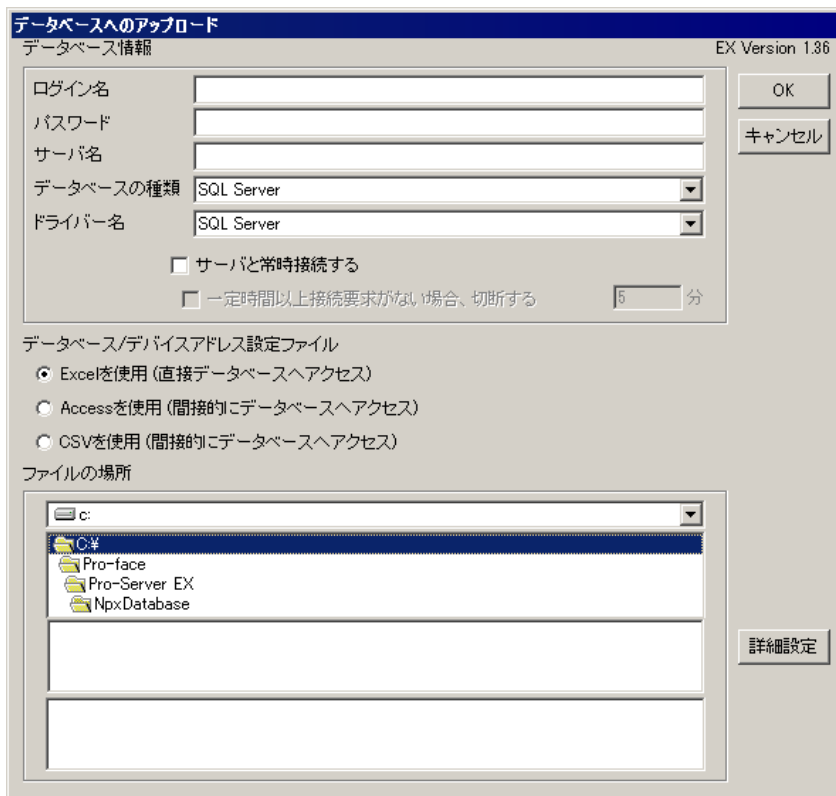 データベースへのアップロード
データベース情報 EX Version 1.36
ログイン名 OK
パスワード キャンセル
サーバ名
データベースの種類 SQL Server
ドライバー名 SQL Server
サーバと常時接続する
一定時間以上接続要求がない場合、切断する 5 分
データベース/デバイスアドレス設定ファイル
Excelを使用(直接データベースへアクセス)
Accessを使用(間接的にデータベースへアクセス)
CSVを使用(間接的にデータベースへアクセス)
ファイルの場所
c:
C:¥
Pro-face
Pro-Server EX
NpxDatabase
詳細設定